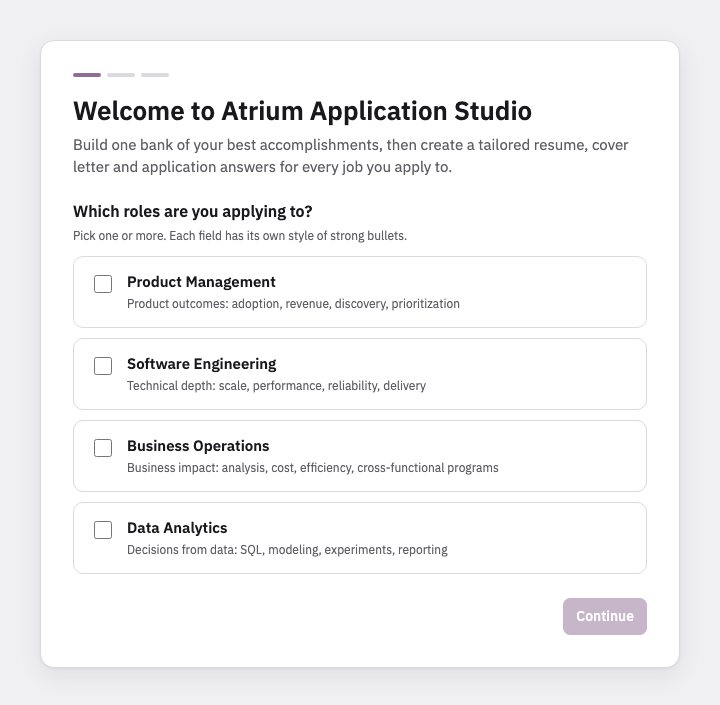 Welcome to Atrium Application Studio
Build one bank of your best accomplishments, then create a tailored resume, cover
letter and application answers for every job you apply to.
Which roles are you applying to?
Pick one or more. Each field has its own style of strong bullets.
Product Management
Product outcomes: adoption, revenue, discovery, prioritization
Software Engineering
Technical depth: scale, performance, reliability, delivery
Business Operations
Business impact: analysis, cost, efficiency, cross-functional programs
Data Analytics
Decisions from data: SQL, modeling, experiments, reporting
Continue